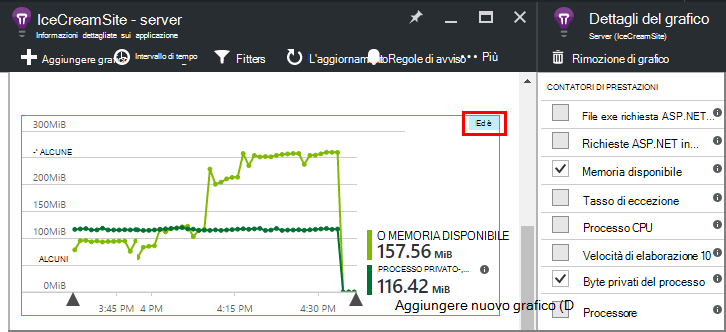 IceCreamSite - server
Informazioni dettagliate sui applicazione
Aggiungere grafico
Intervallo di tempo
Fitters
L'aggiornamento
Regole di avviso
Più
Ed è
300MiB
-' ALCUNE
200MiB
100MiB
ALCUNI
0MiB
3:45 PM
4 PM
4:15 PM
4:30 PM
O MEMORIA DISPONIBILE
157.56 MiB
PROCESSO PRIVATO-,...
116.42 MiB
Aggiungere nuovo grafico (D
Dettagli del grafico
Server (IceCreamSite)
Rimozione di grafico
CONTATORI DI PRESTAZIONI
File exe richiesta ASP.NET...
Richieste ASP.NET in...
Memoria disponibile
Tasso di eccezione
Processo CPU
Velocità di elaborazione 10
Byte privati del processo
Processore